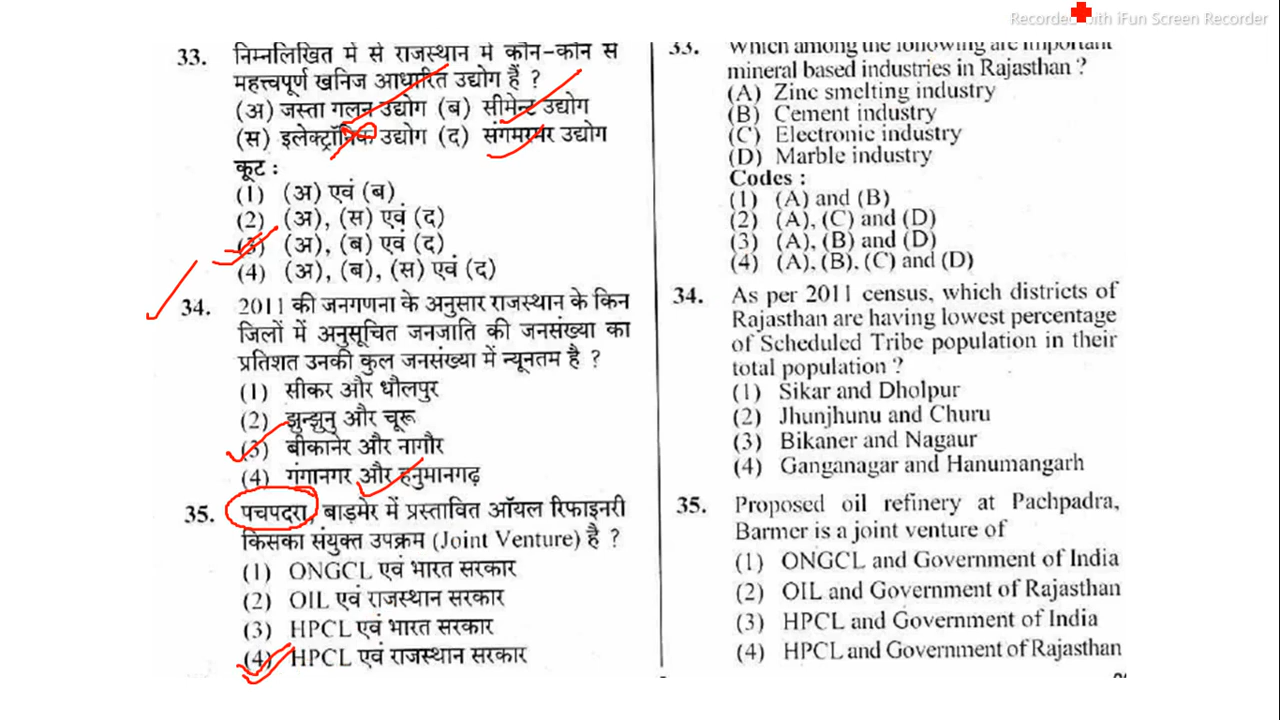 Recorded with iFun Screen Recorder
33. निम्नलिखित में से राजस्थान में कौन-कौन से
महत्त्वपूर्ण खनिज आधारित उद्योग हैं ?
(अ) जस्ता गलन उद्योग (ब) सीमेन्ट उद्योग
(स) इलेक्ट्रॉनिक उद्योग (द) संगमरमर उद्योग
कूट :
(1) (अ) एवं (ब)
(2) (अ), (स) एवं (द)
(3) (अ), (ब) एवं (द)
(4) (अ), (ब), (स) एवं (द)
34. 2011 की जनगणना के अनुसार राजस्थान के किन
जिलों में अनुसूचित जनजाति की जनसंख्या का
प्रतिशत उनकी कुल जनसंख्या में न्यूनतम है ?
(1) सीकर और धौलपुर
(2) झुन्झुनु और चूरू
(3) बीकानेर और नागौर
(4) गंगानगर और हनुमानगढ़
35. पचपदरा, बाड़मेर में प्रस्तावित ऑयल रिफाइनरी
किसका संयुक्त उपक्रम (Joint Venture) है ?
(1) ONGCL एवं भारत सरकार
(2) OIL एवं राजस्थान सरकार
(3) HPCL एवं भारत सरकार
(4) HPCL एवं राजस्थान सरकार
33. Which among the following are important
mineral based industries in Rajasthan ?
(A) Zinc smelting industry
(B) Cement industry
(C) Electronic industry
(D) Marble industry
Codes :
(1) (A) and (B)
(2) (A), (C) and (D)
(3) (A), (B) and (D)
(4) (A), (B), (C) and (D)
34. As per 2011 census, which districts of
Rajasthan are having lowest percentage
of Scheduled Tribe population in their
total population ?
(1) Sikar and Dholpur
(2) Jhunjhunu and Churu
(3) Bikaner and Nagaur
(4) Ganganagar and Hanumangarh
35. Proposed oil refinery at Pachpadra,
Barmer is a joint venture of
(1) ONGCL and Government of India
(2) OIL and Government of Rajasthan
(3) HPCL and Government of India
(4) HPCL and Government of Rajasthan